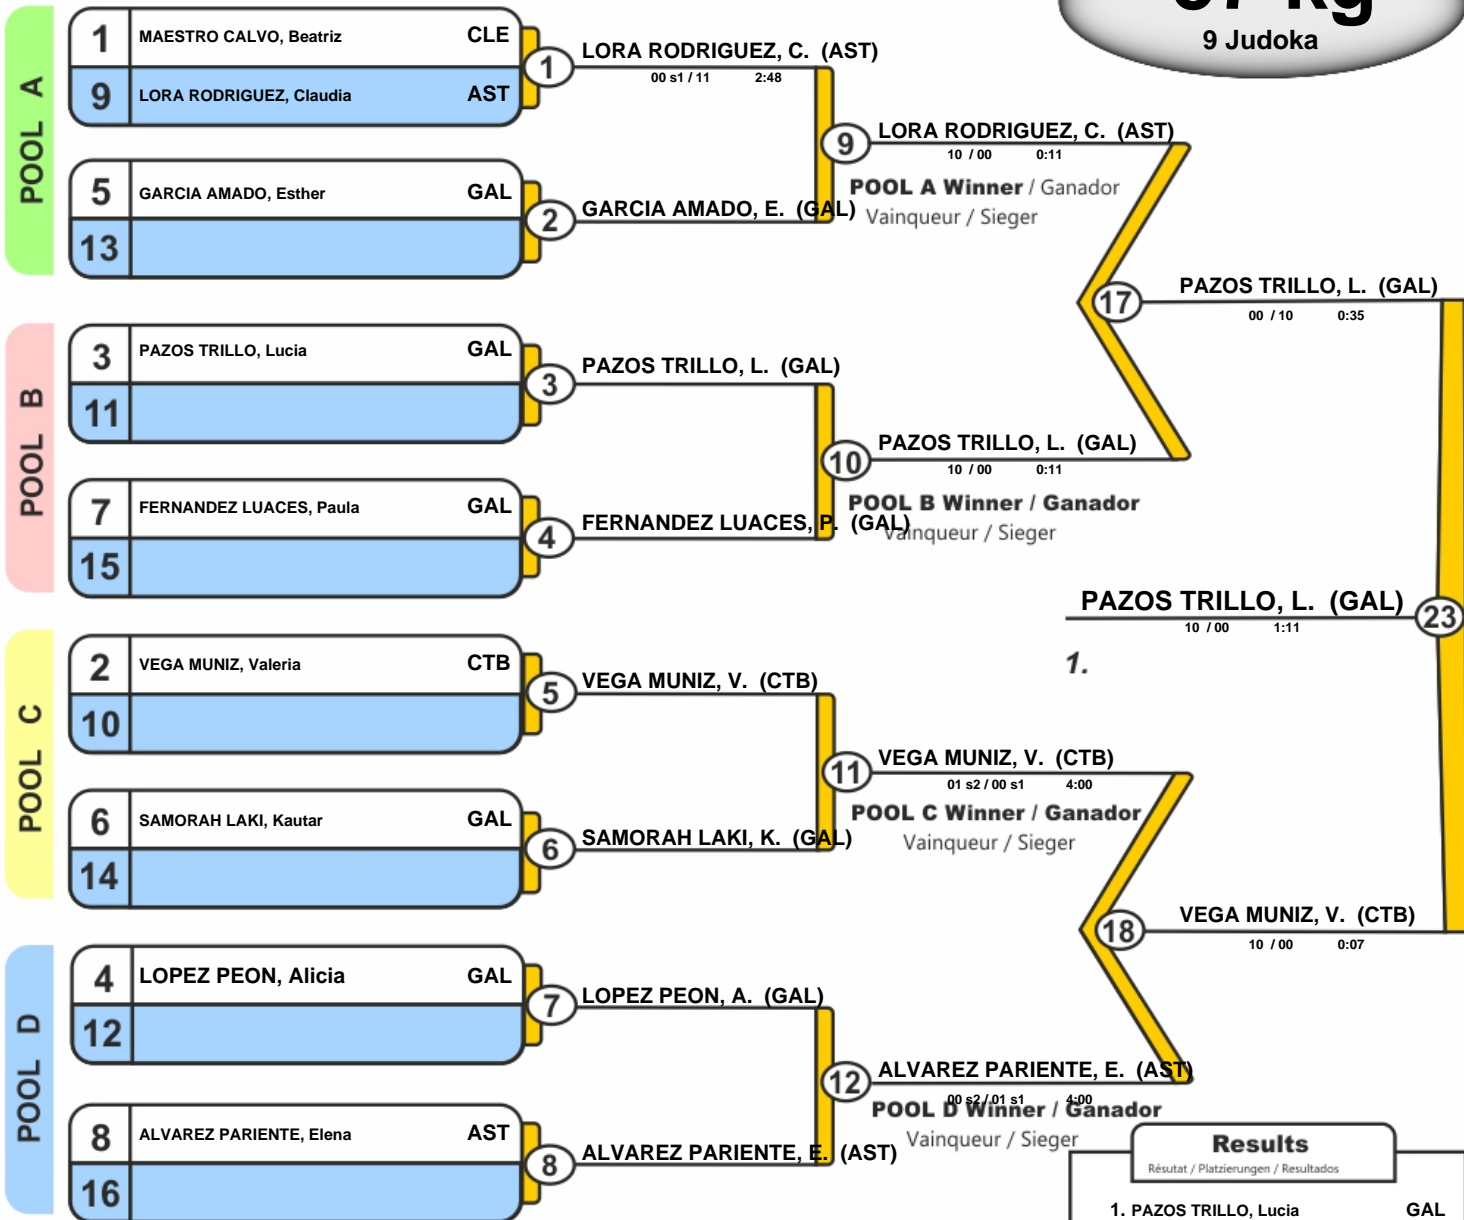 kg
9 Judoka
POOL A
1 MAESTRO CALVO, Beatriz CLE
9 LORA RODRIGUEZ, Claudia AST
5 GARCIA AMADO, Esther GAL
13
1 LORA RODRIGUEZ, C. (AST)
00 s1 / 11 2:48
2 GARCIA AMADO, E. (GAL)
9 LORA RODRIGUEZ, C. (AST)
10 / 00 0:11
POOL A Winner / Ganador
Vainqueur / Sieger
POOL B
3 PAZOS TRILLO, Lucia GAL
11
7 FERNANDEZ LUACES, Paula GAL
15
3 PAZOS TRILLO, L. (GAL)
4 FERNANDEZ LUACES, P. (GAL)
10 PAZOS TRILLO, L. (GAL)
10 / 00 0:11
POOL B Winner / Ganador
Vainqueur / Sieger
17 PAZOS TRILLO, L. (GAL)
00 / 10 0:35
PAZOS TRILLO, L. (GAL) 23
10 / 00 1:11
1.
POOL C
2 VEGA MUNIZ, Valeria CTB
10
6 SAMORAH LAKI, Kautar GAL
14
5 VEGA MUNIZ, V. (CTB)
6 SAMORAH LAKI, K. (GAL)
11 VEGA MUNIZ, V. (CTB)
01 s2 / 00 s1 4:00
POOL C Winner / Ganador
Vainqueur / Sieger
POOL D
4 LOPEZ PEON, Alicia GAL
12
8 ALVAREZ PARIENTE, Elena AST
16
7 LOPEZ PEON, A. (GAL)
8 ALVAREZ PARIENTE, E. (AST)
12 ALVAREZ PARIENTE, E. (AST)
00 s2 / 01 s1 4:00
POOL D Winner / Ganador
Vainqueur / Sieger
18 VEGA MUNIZ, V. (CTB)
10 / 00 0:07
Results
Résutat / Platzierungen / Resultados
1. PAZOS TRILLO, Lucia GAL